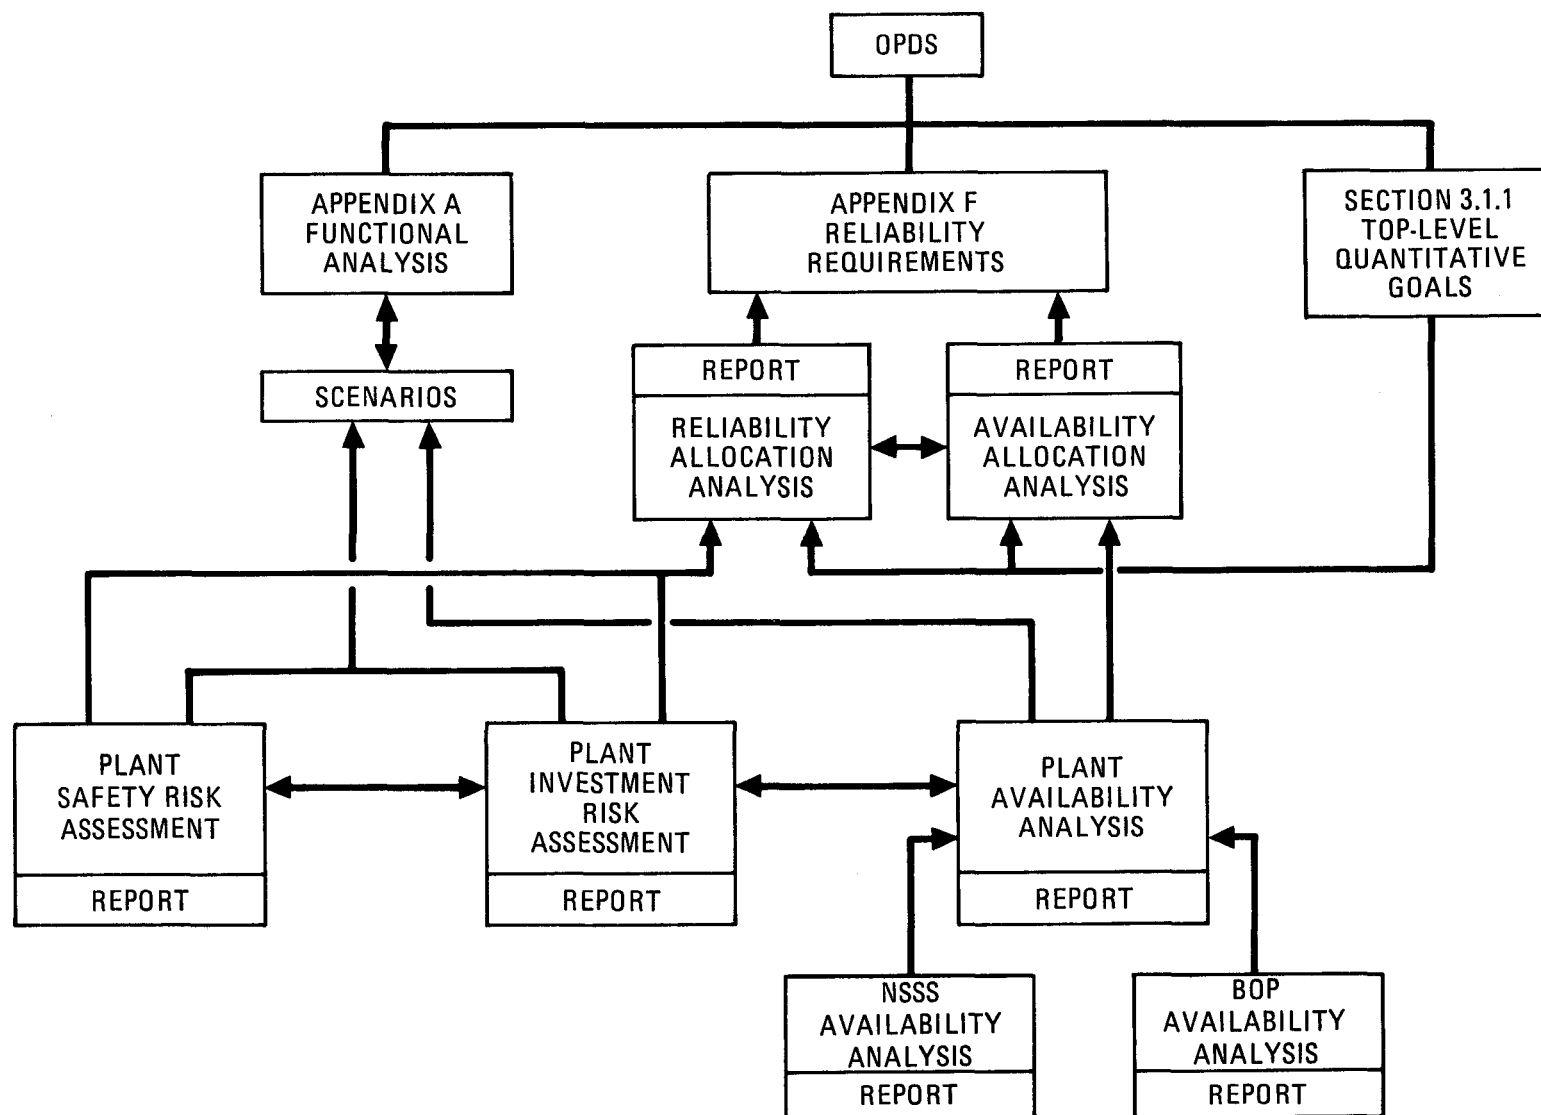 OPDS
APPENDIX A
FUNCTIONAL
ANALYSIS
APPENDIX F
RELIABILITY
REQUIREMENTS
SECTION 3.1.1
TOP-LEVEL
QUANTITATIVE
GOALS
SCENARIOS
REPORT
RELIABILITY
ALLOCATION
ANALYSIS
REPORT
AVAILABILITY
ALLOCATION
ANALYSIS
PLANT
SAFETY RISK
ASSESSMENT
REPORT
PLANT
INVESTMENT
RISK
ASSESSMENT
REPORT
PLANT
AVAILABILITY
ANALYSIS
REPORT
NSSS
AVAILABILITY
ANALYSIS
REPORT
BOP
AVAILABILITY
ANALYSIS
REPORT